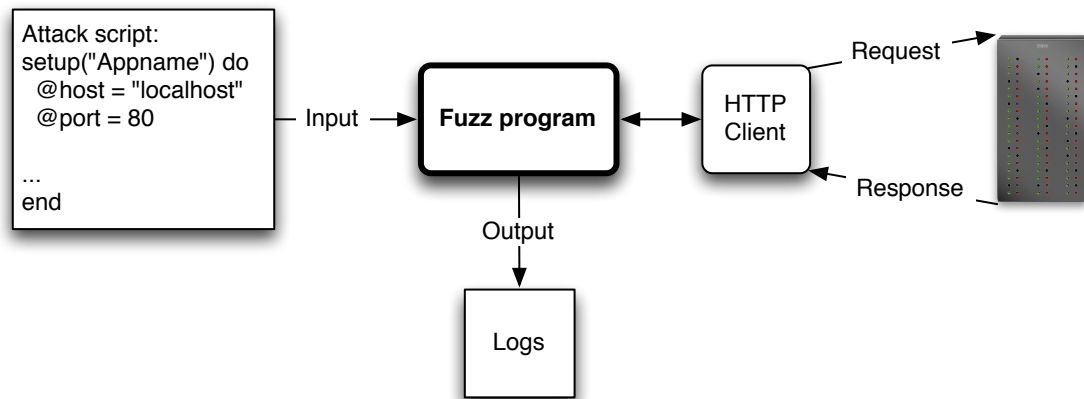 Attack script:
setup("Appname") do
@host = "localhost"
@port = 80
...
end
Input
Fuzz program
HTTP
Client
Request
Response
Output
Logs